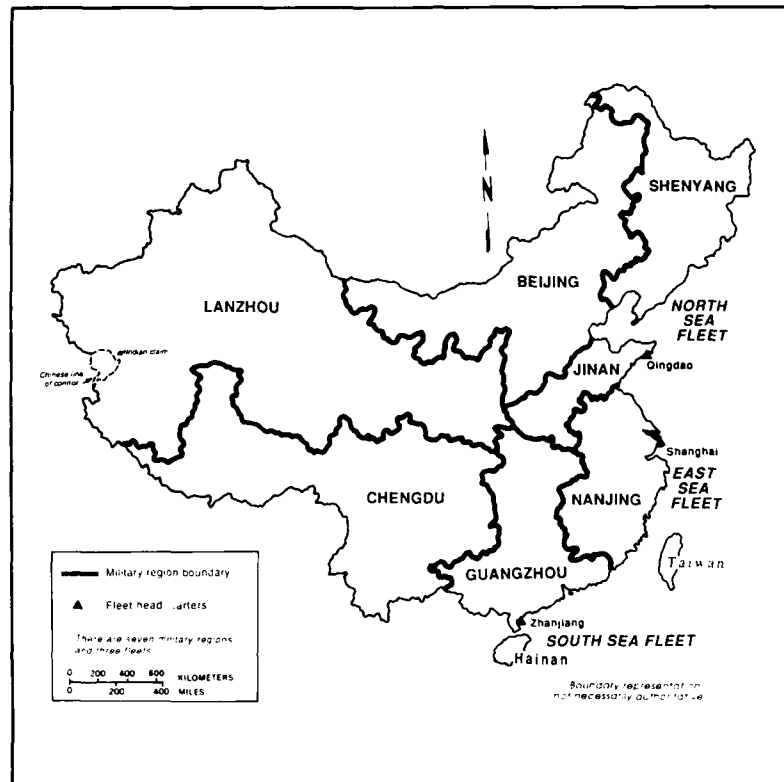 N
SHENYANG
BEIJING
LANZHOU
NORTH
SEA
FLEET
Indian claim
Chinese line
of
JINAN
Qingdao
Shanghai
EAST
SEA
FLEET
CHENGDU
NANJING
GUANGZHOU
Taiwan
Zhanjiang
SOUTH SEA FLEET
Hainan
Military region boundary
Fleet
There are seven military regions
and three fleets
0 200 400 600 KILOMETERS
0 200 400 MILES
Boundary representation
not necessarily authoritative